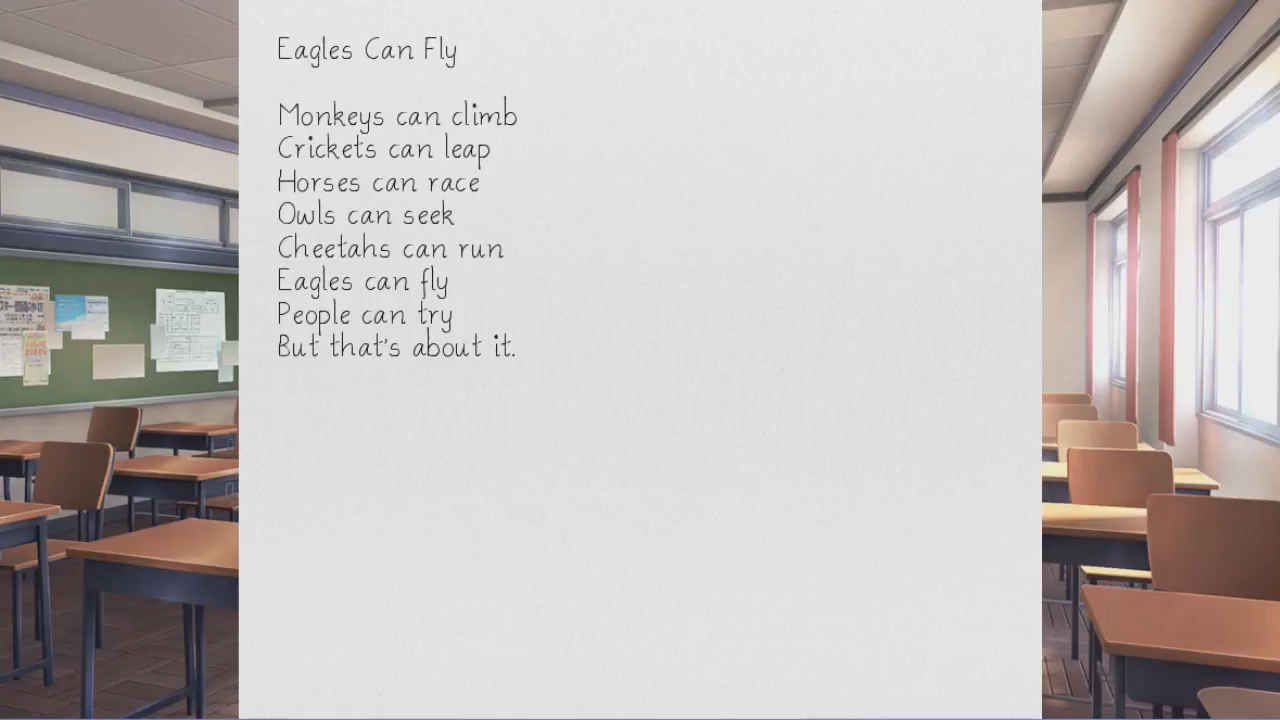 Eagles Can Fly
Monkeys can climb
Crickets can leap
Horses can race
Owls can seek
Cheetahs can run
Eagles can fly
People can try
But that's about it.